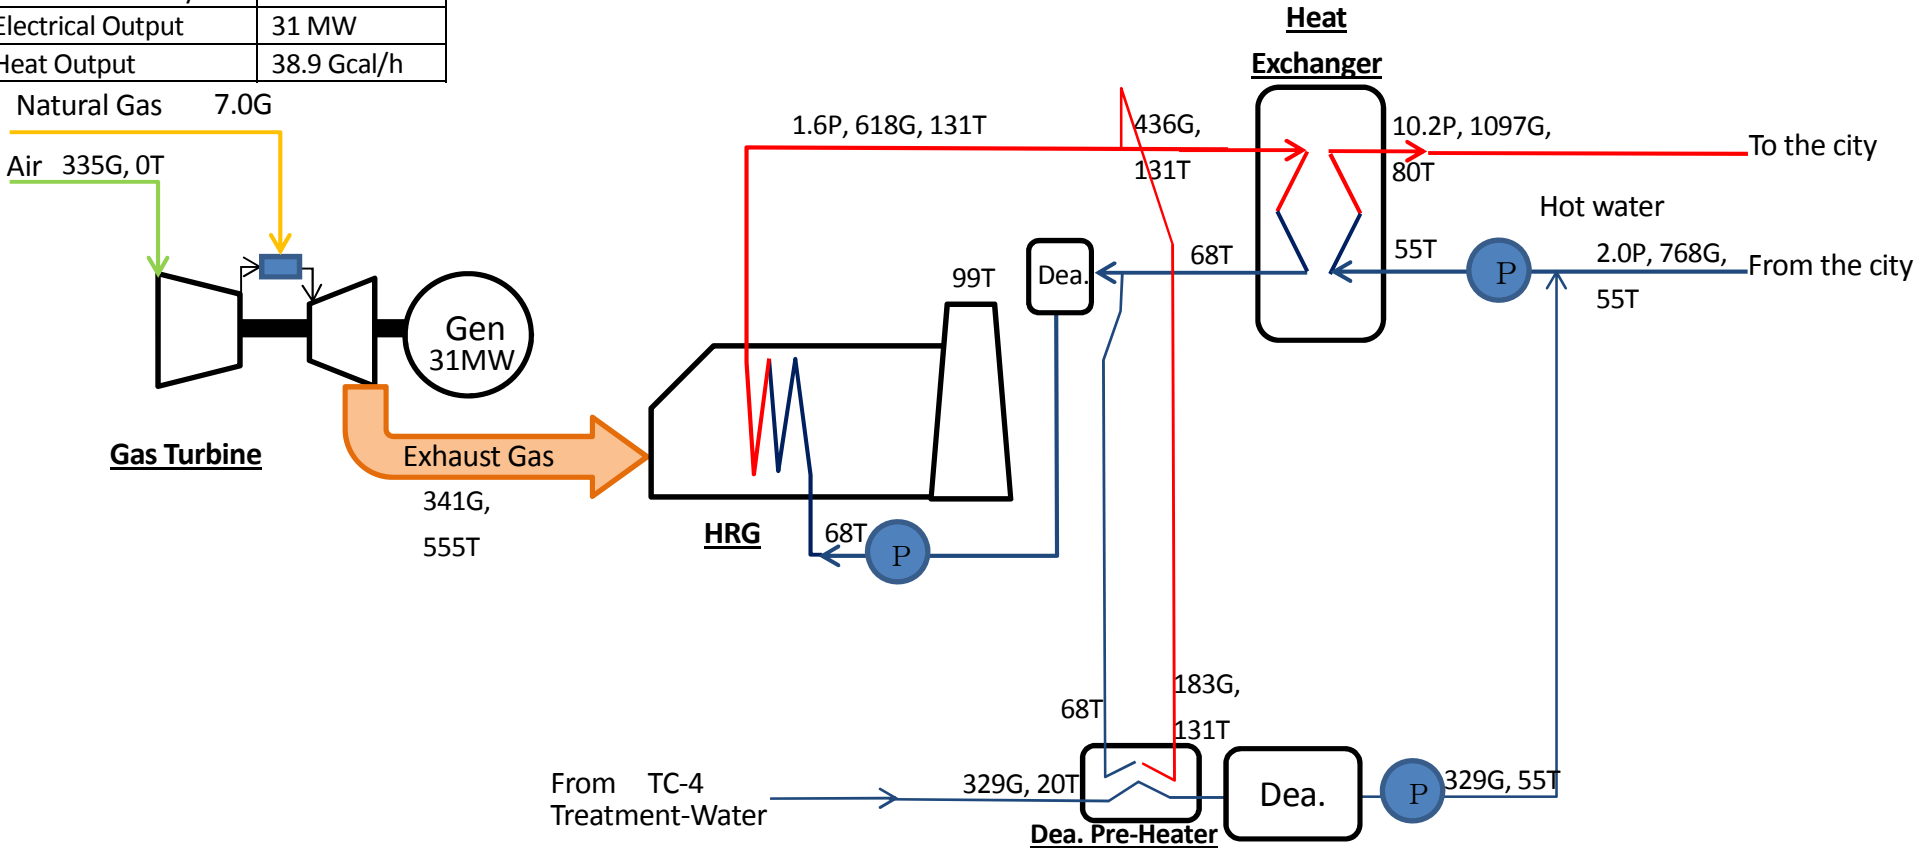 Electrical Output 31 MW
Heat Output 38.9 Gcal/h
Natural Gas 7.0G
Air 335G, 0T
Gen
31MW
Gas Turbine
Exhaust Gas
341G,
555T
HRG
99T
68T
P
Dea.
1.6P, 618G, 131T
436G,
131T
Heat
Exchanger
10.2P, 1097G,
80T
To the city
Hot water
55T
P
2.0P, 768G,
55T
From the city
68T
68T
183G,
131T
From TC-4
Treatment-Water
329G, 20T
Dea. Pre-Heater
Dea.
P
329G, 55T